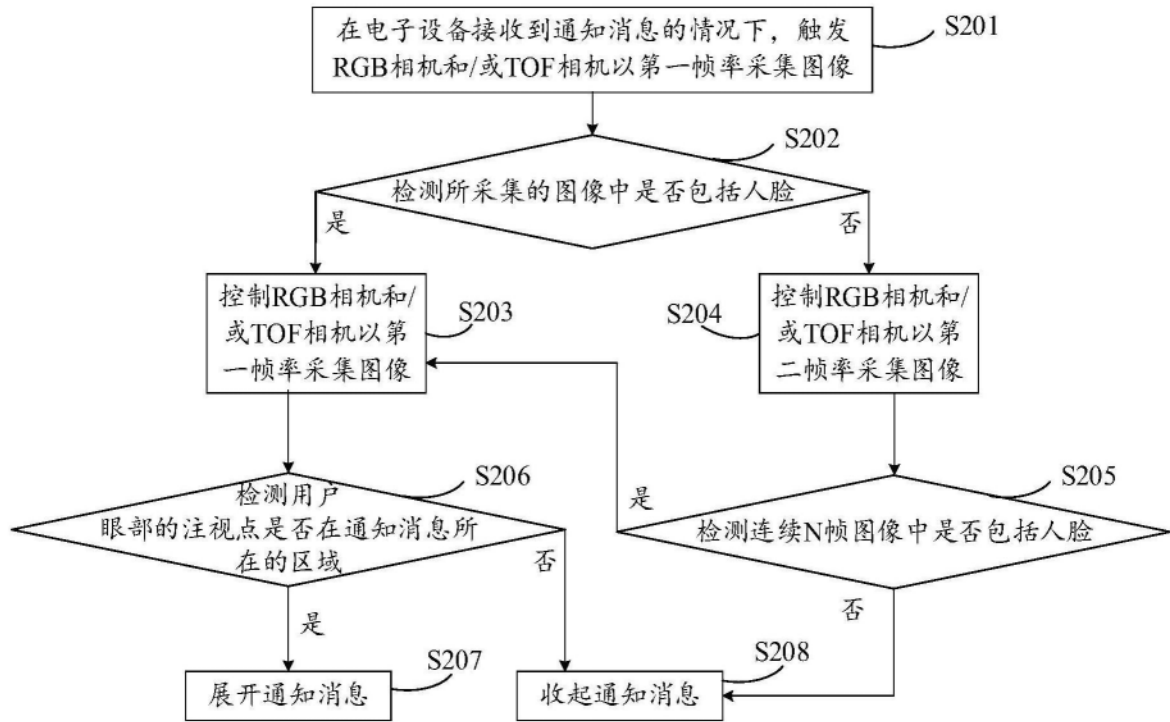 在电子设备接收到通知消息的情况下，触发
RGB相机和/或TOF相机以第一帧率采集图像
S201
S202
检测所采集的图像中是否包括人脸
是
否
控制RGB相机和/
或TOF相机以第
一帧率采集图像
S203
S204
控制RGB相机和/
或TOF相机以第
二帧率采集图像
S206
检测用户
眼部的注视点是否在通知消息所
在的区域
是
S205
检测连续N帧图像中是否包括人脸
否
是
否
S207
展开通知消息
S208
收起通知消息